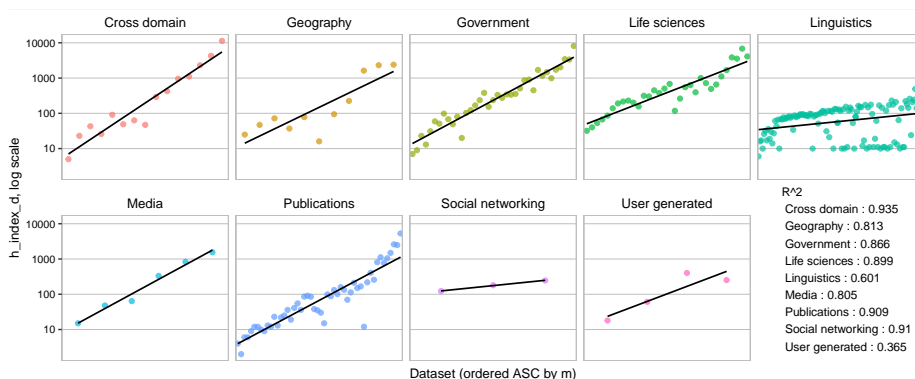 Cross domain
Geography
Government
Life sciences
Linguistics
10000
1000
100
10
h_index_d, log scale
Media
Publications
Social networking
User generated
10000
1000
100
10
R^2
Cross domain : 0.935
Geography : 0.813
Government : 0.866
Life sciences : 0.899
Linguistics : 0.601
Media : 0.805
Publications : 0.909
Social networking : 0.91
User generated : 0.365
Dataset (ordered ASC by m)